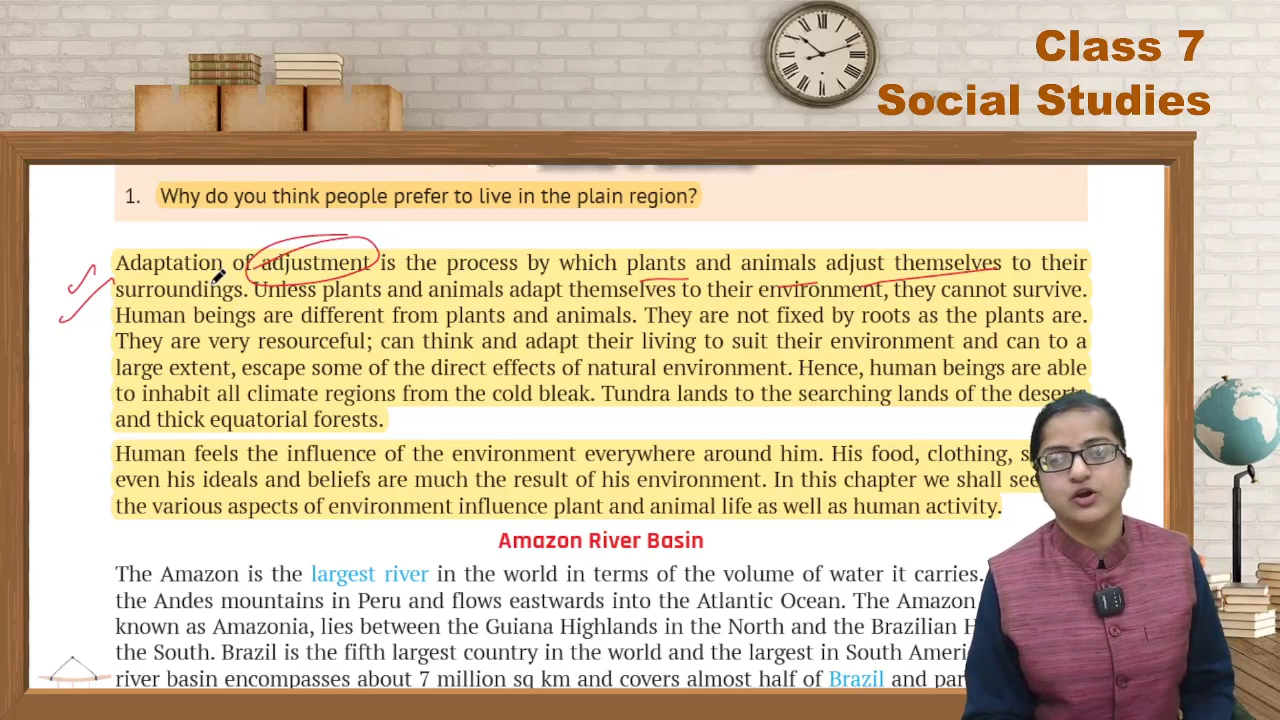 Class 7
Social Studies
1. Why do you think people prefer to live in the plain region?
Adaptation of adjustment is the process by which plants and animals adjust themselves to their
surroundings. Unless plants and animals adapt themselves to their environment, they cannot survive.
Human beings are different from plants and animals. They are not fixed by roots as the plants are.
They are very resourceful; can think and adapt their living to suit their environment and can to a
large extent, escape some of the direct effects of natural environment. Hence, human beings are able
to inhabit all climate regions from the cold bleak. Tundra lands to the searching lands of the deserts
and thick equatorial forests.
Human feels the influence of the environment everywhere around him. His food, clothing,
even his ideals and beliefs are much the result of his environment. In this chapter we shall see
the various aspects of environment influence plant and animal life as well as human activity.
Amazon River Basin
The Amazon is the largest river in the world in terms of the volume of water it carries.
the Andes mountains in Peru and flows eastwards into the Atlantic Ocean. The Amazon
known as Amazonia, lies between the Guiana Highlands in the North and the Brazilian
the South. Brazil is the fifth largest country in the world and the largest in South
river basin encompasses about 7 million sq km and covers almost half of Brazil and